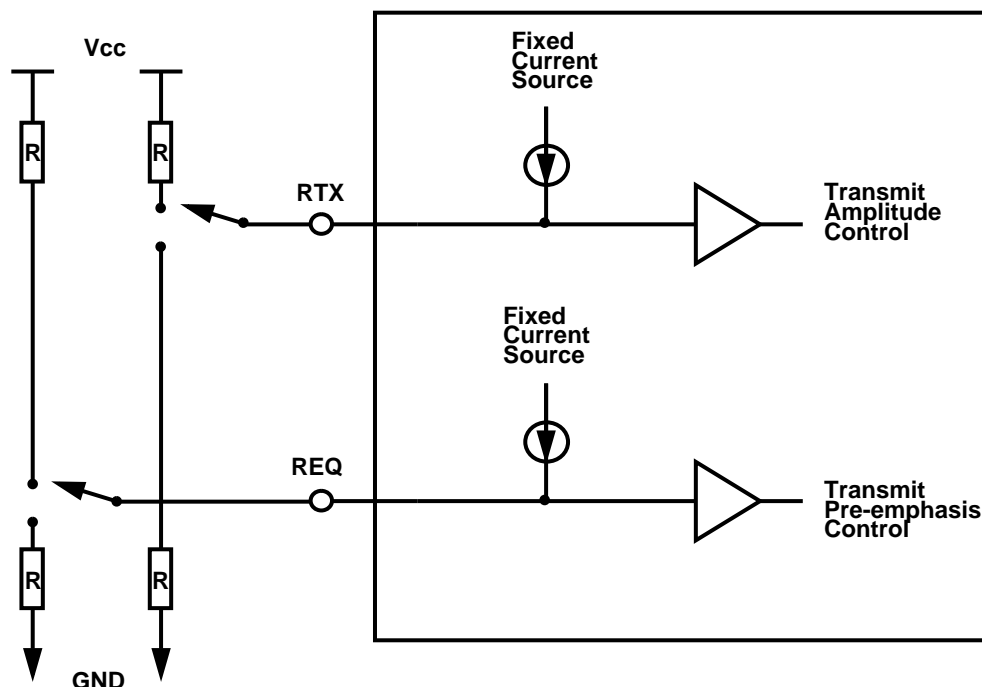 Vcc
Fixed
Current
Source
R
R
RTX
Transmit
Amplitude
Control
Fixed
Current
Source
REQ
Transmit
Pre-emphasis
Control
R
R
GND